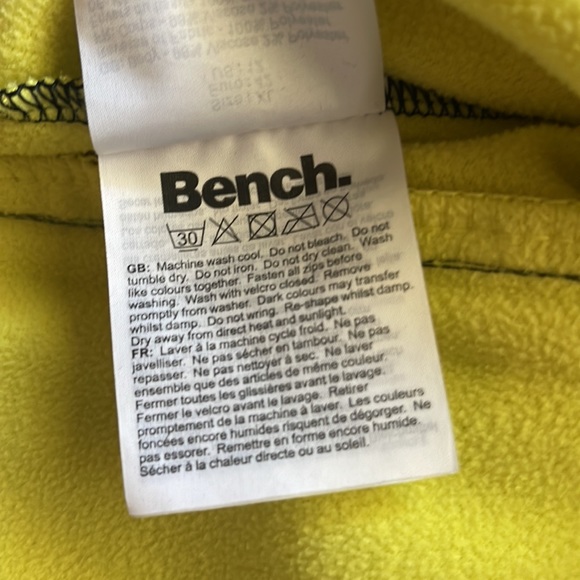 Bench.
30
GB: Machine wash cool. Do not bleach. Do not
tumble dry. Do not iron. Do not dry clean. Wash
like colours together. Fasten all zips before
washing. Wash with velcro closed. Remove
promptly from washer. Dark colours may transfer
whilst damp. Do not wring. Re-shape whilst damp.
Dry away from direct heat and sunlight.
FR: Laver à la machine cycle froid. Ne pas
javelliser. Ne pas sécher en tambour. Ne pas
repasser. Ne pas nettoyer à sec. Ne laver
ensemble que des articles de même couleur.
Fermer toutes les glissières avant le lavage.
Fermer le velcro avant le lavage. Retirer
promptement de la machine à laver. Les couleurs
foncées encore humides risquent de dégorger. Ne
pas essorer. Remettre en forme encore humide.
Sécher à la chaleur directe ou au soleil.